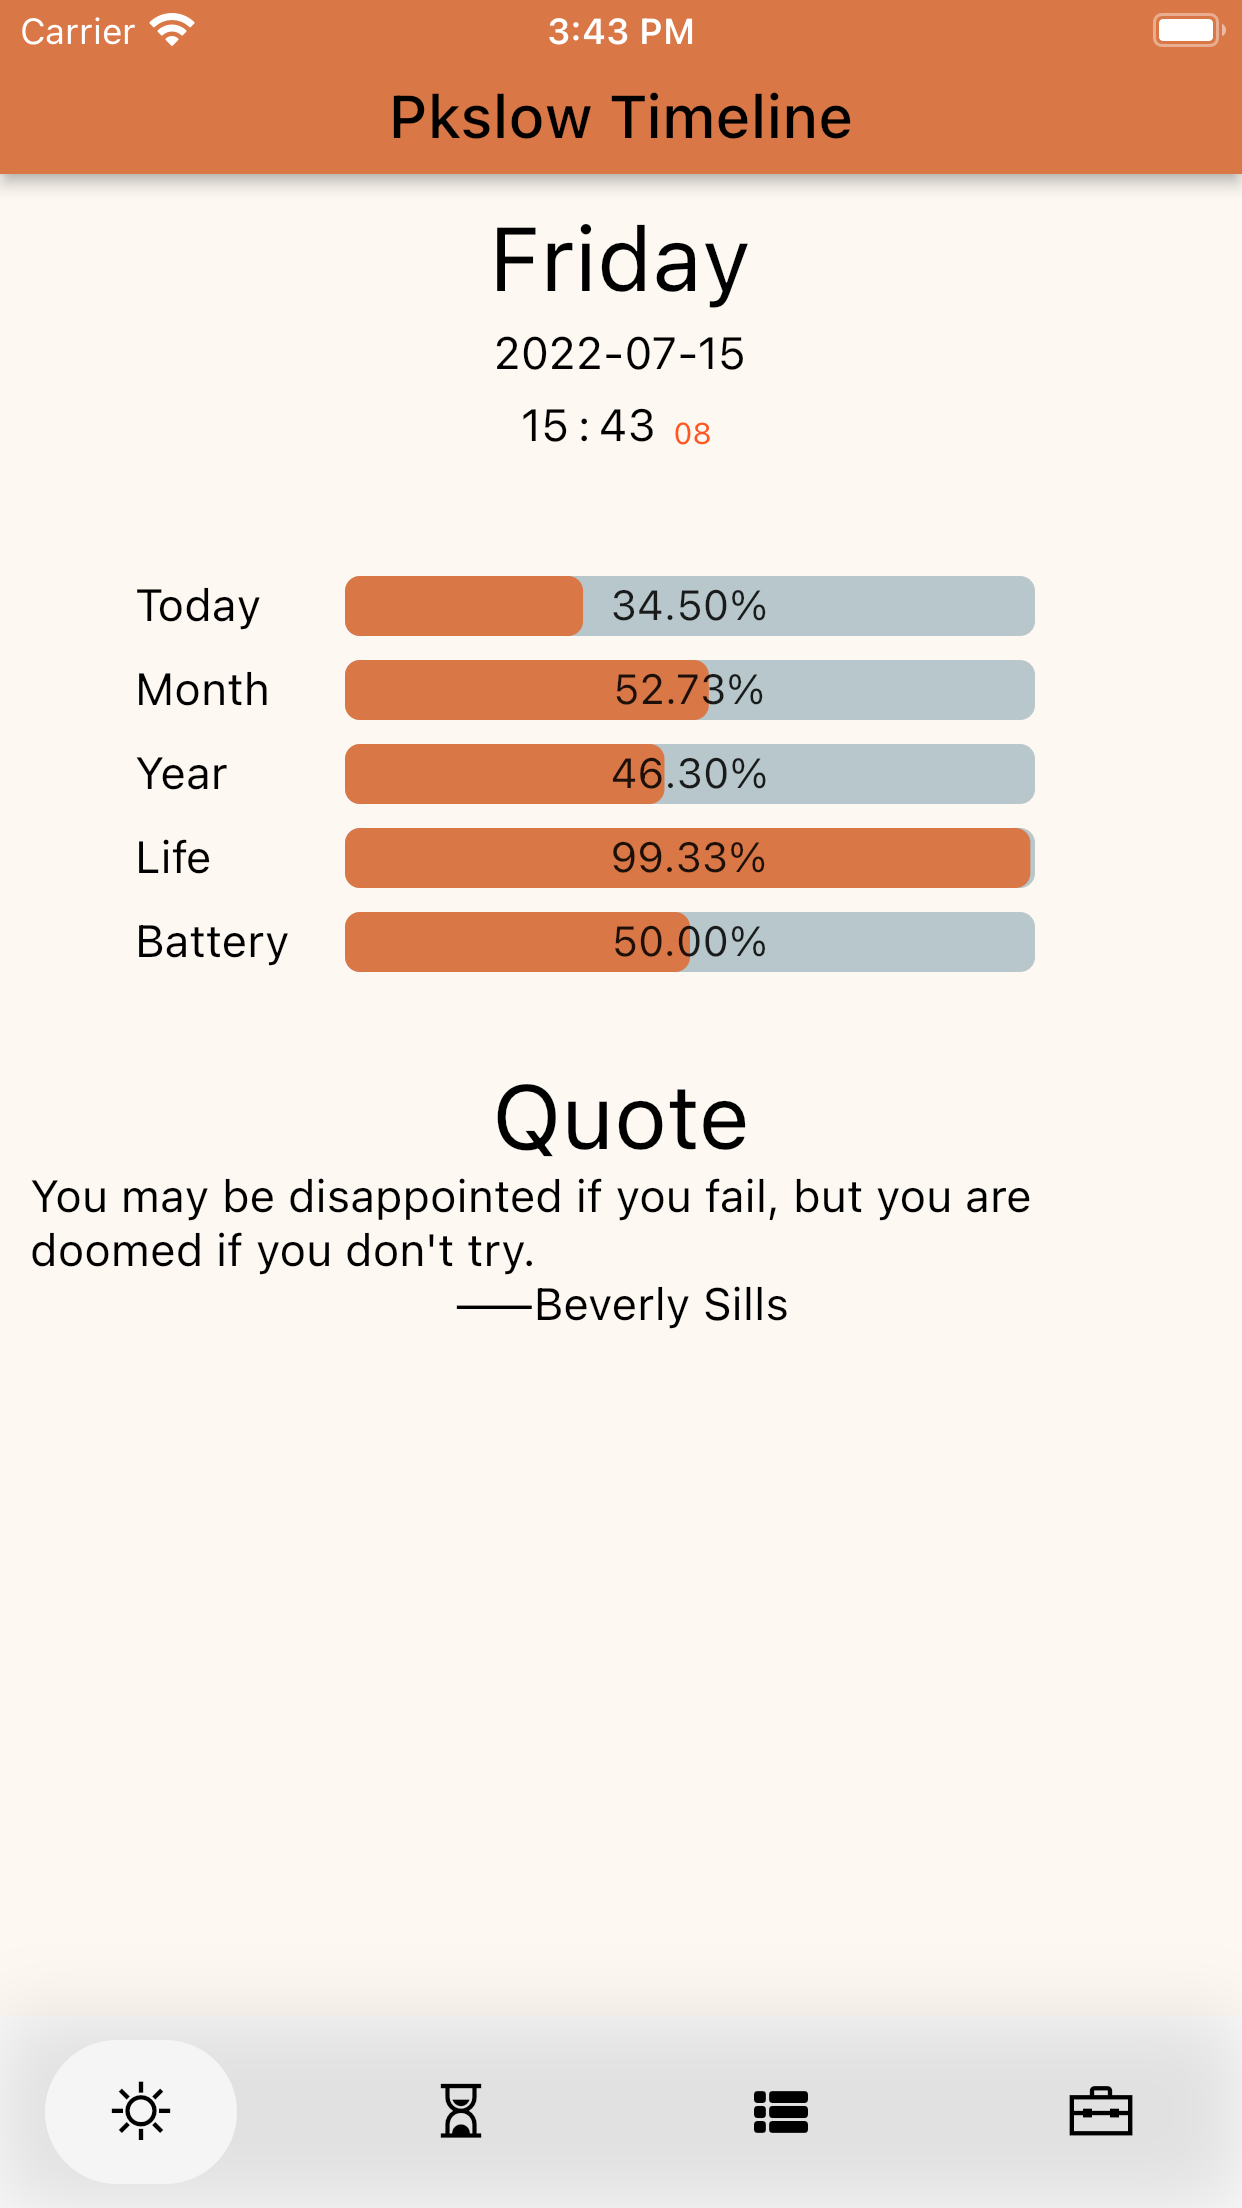 Carrier 3:43 PM
Pkslow Timeline
Friday
2022-07-15
15:43 08
Today 34.50%
Month 52.73%
Year 46.30%
Life 99.33%
Battery 50.00%
Quote
You may be disappointed if you fail, but you are
doomed if you don't try.
——Beverly Sills